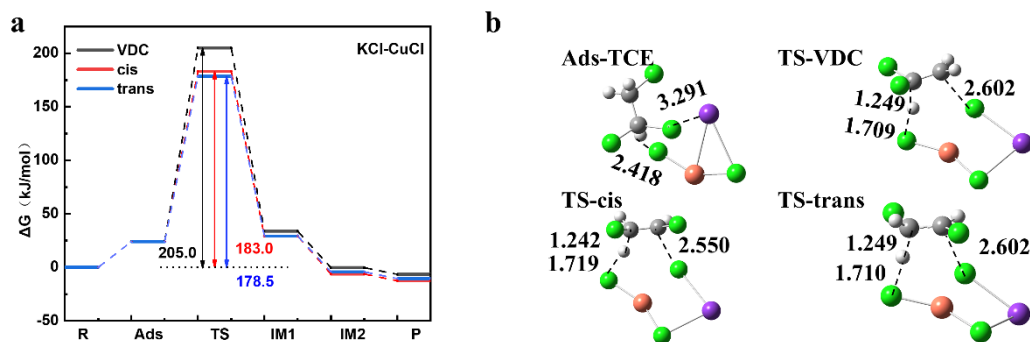 a
KCl-CuCl
VDC
cis
trans
200
150
100
50
0
-50
ΔG（kJ/mol）
205.0
183.0
178.5
R Ads TS IM1 IM2 P
b
Ads-TCE
3.291
2.418
TS-VDC
1.249
2.602
1.709
TS-cis
1.242
2.550
1.719
TS-trans
1.249
2.602
1.710